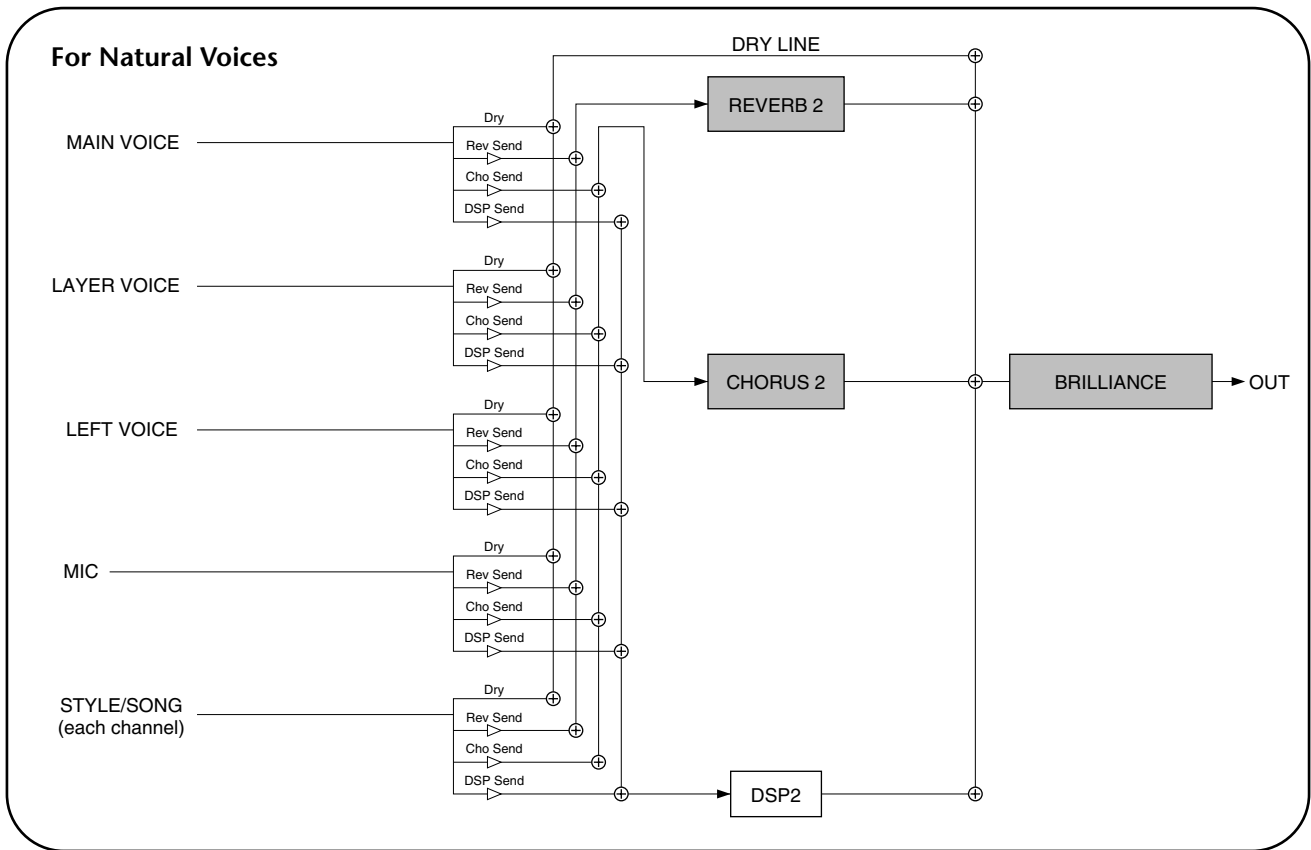 For Natural Voices
DRY LINE
REVERB 2
MAIN VOICE
Dry
Rev Send
Cho Send
DSP Send
LAYER VOICE
Dry
Rev Send
Cho Send
DSP Send
CHORUS 2
BRILLIANCE
OUT
LEFT VOICE
Dry
Rev Send
Cho Send
DSP Send
MIC
Dry
Rev Send
Cho Send
DSP Send
STYLE/SONG
(each channel)
Dry
Rev Send
Cho Send
DSP Send
DSP2